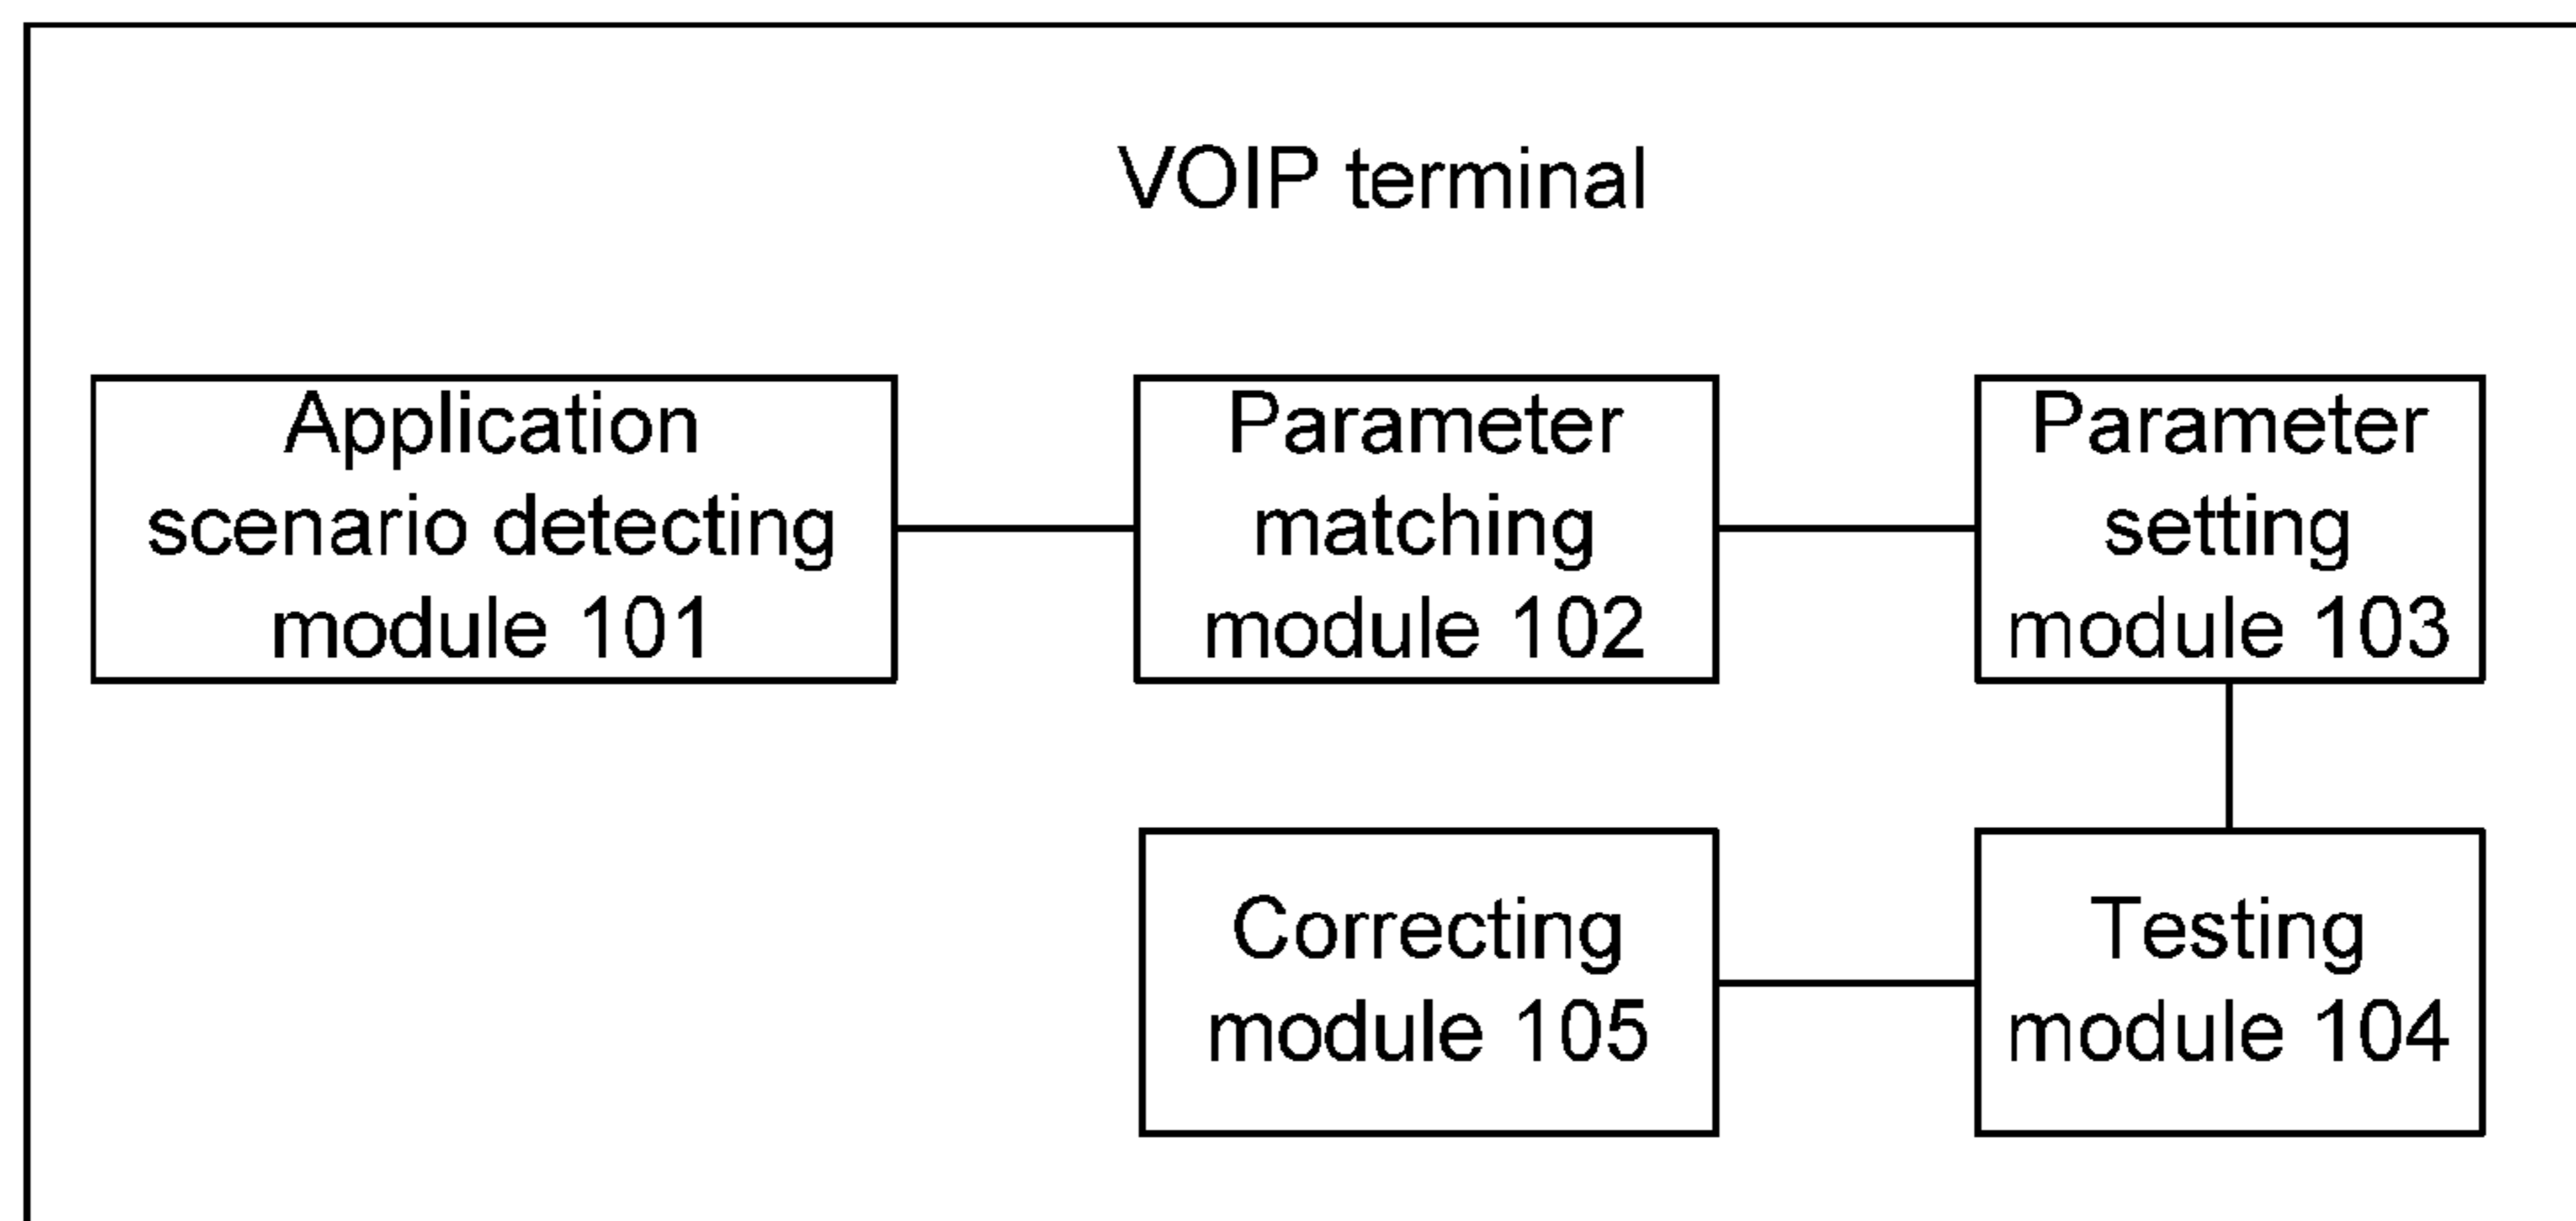 VOIP terminal
Application
scenario detecting
module 101
Parameter
matching
module 102
Parameter
setting
module 103
Correcting
module 105
Testing
module 104